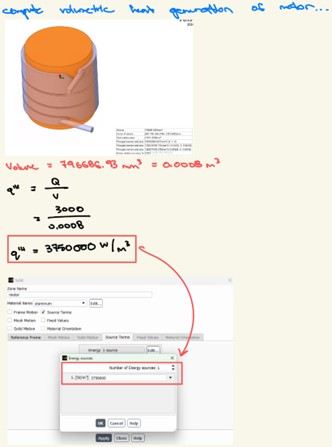 compute volumetric heat generation of motor...
Volume = 796686.93 mm³ = 0.0008 m³
q''' = Q
V
= 3000
0.0008
q''' = 3750000 W/m³
Solid
Zone Name
motor
Material Name aluminum Edit...
Frame Motion Source Terms
Mesh Motion Fixed Values
Solid Motion Material Orientation
Reference Frame Mesh Motion Solid Motion Source Terms Fixed Values Material Orientation
Energy 1 source Edit...
Energy sources
Number of Energy sources 1
1. [W/m³] 3750000
OK Cancel Help
Apply Close Help